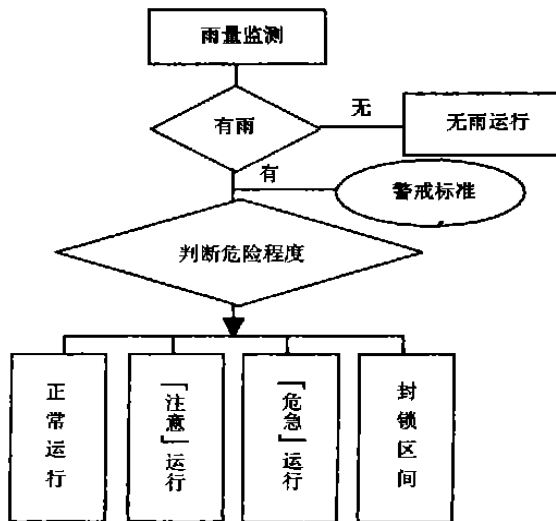 雨量监测
有雨
无
无雨运行
有
警戒标准
判断危险程度
正常运行
「注意」运行
「危急」运行
封锁区间